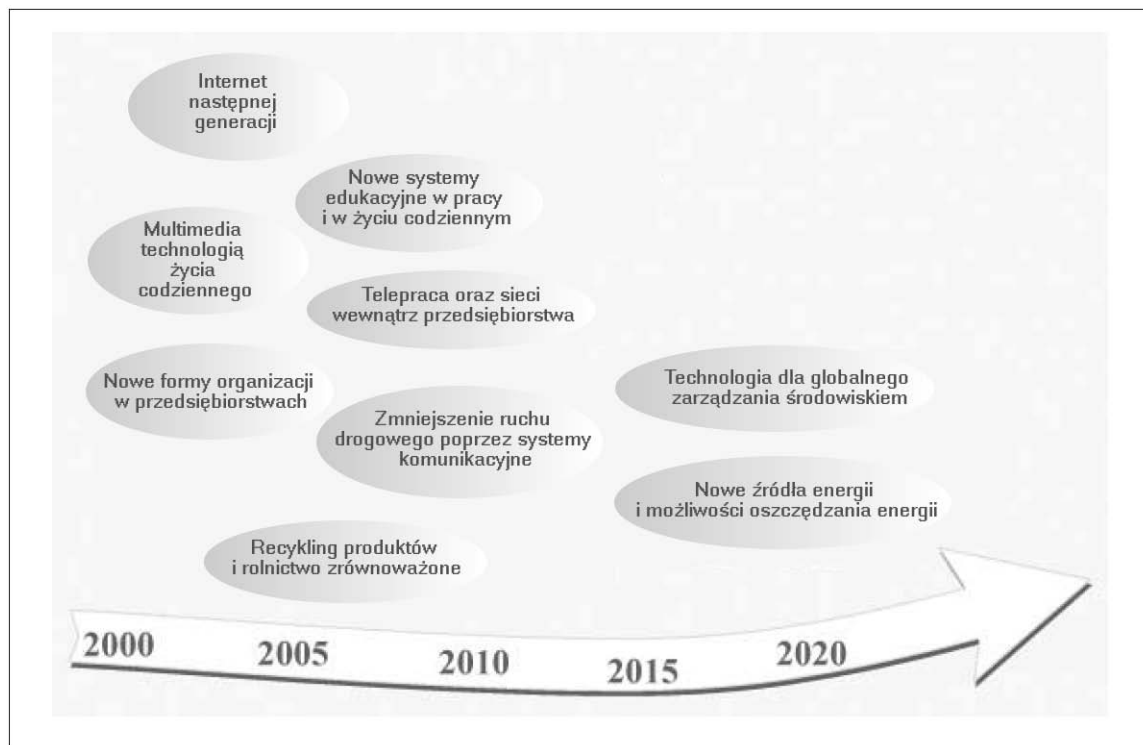 Internet
następnej
generacji
Nowe systemy
edukacyjne w pracy
i w życiu codziennym
Multimedia
technologią
życia
codziennego
Telepraca oraz sieci
wewnątrz przedsiębiorstwa
Nowe formy organizacji
w przedsiębiorstwach
Technologia dla globalnego
zarządzania środowiskiem
Zmniejszenie ruchu
drogowego poprzez systemy
komunikacyjne
Nowe źródła energii
i możliwości oszczędzania energii
Recykling produktów
i rolnictwo zrównoważone
2000 2005 2010 2015 2020